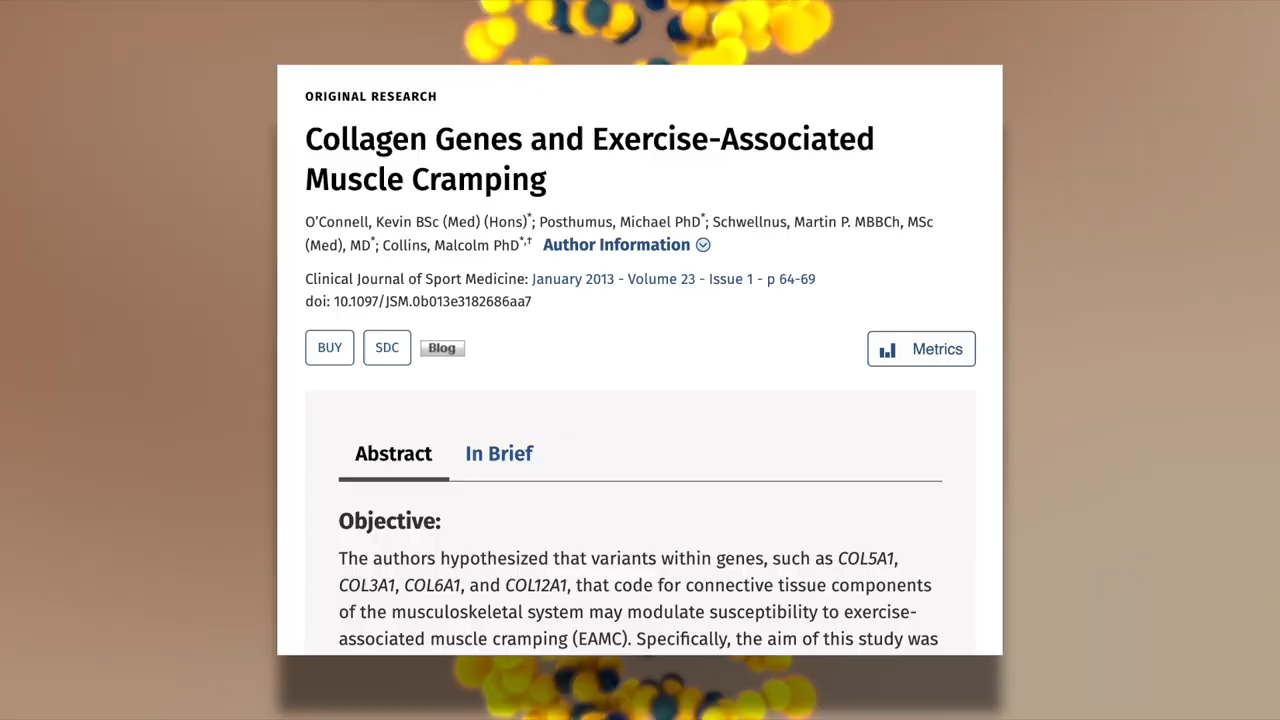 ORIGINAL RESEARCH
Collagen Genes and Exercise-Associated
Muscle Cramping
O'Connell, Kevin BSc (Med) (Hons)*; Posthumus, Michael PhD*; Schwellnus, Martin P. MBBCh, MSc
(Med), MD*; Collins, Malcolm PhD*,† Author Information
Clinical Journal of Sport Medicine: January 2013 - Volume 23 - Issue 1 - p 64-69
doi: 10.1097/JSM.0b013e3182686aa7
BUY SDC Blog Metrics
Abstract In Brief
Objective:
The authors hypothesized that variants within genes, such as COL5A1,
COL3A1, COL6A1, and COL12A1, that code for connective tissue components
of the musculoskeletal system may modulate susceptibility to exercise-
associated muscle cramping (EAMC). Specifically, the aim of this study was